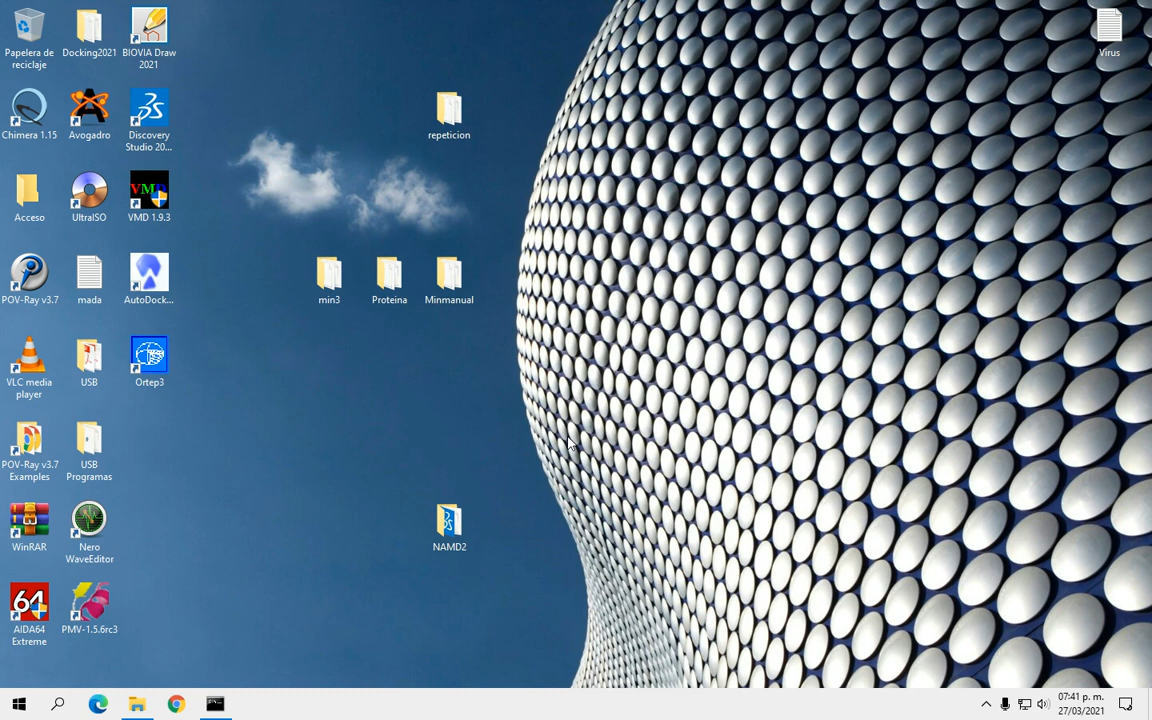 Papelera de
reciclaje
Docking2021
BIOVIA Draw
2021
Virus
Chimera 1.15
Avogadro
Discovery
Studio 20...
repeticion
Acceso
UltraISO
VMD
VMD 1.9.3
POV-Ray v3.7
mada
AutoDock...
min3
Proteina
Minmanual
VLC media
player
USB
Ortep3
POV-Ray v3.7
Examples
USB
Programas
WinRAR
Nero
WaveEditor
NAMD2
64
AIDA64
Extreme
PMV-1.5.6rc3
07:41 p. m.
27/03/2021